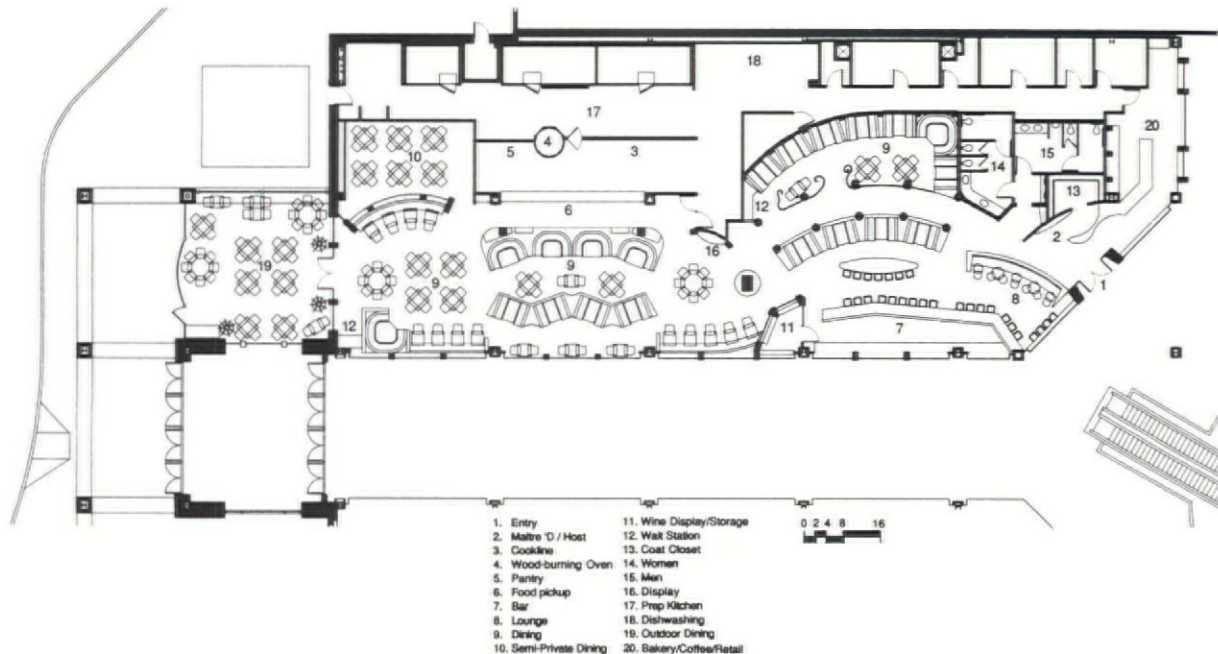 18
17
20
4
5
3
10
9
15
14
13
12
6
2
16
19
9
9
8
1
12
11
7
1. Entry
2. Maitre 'D / Host
3. Cookline
4. Wood-burning Oven
5. Pantry
6. Food pickup
7. Bar
8. Lounge
9. Dining
10. Semi-Private Dining
11. Wine Display/Storage
12. Wait Station
13. Coat Closet
14. Women
15. Men
16. Display
17. Prep Kitchen
18. Dishwashing
19. Outdoor Dining
20. Bakery/Coffee/Retail
0 2 4 8 16